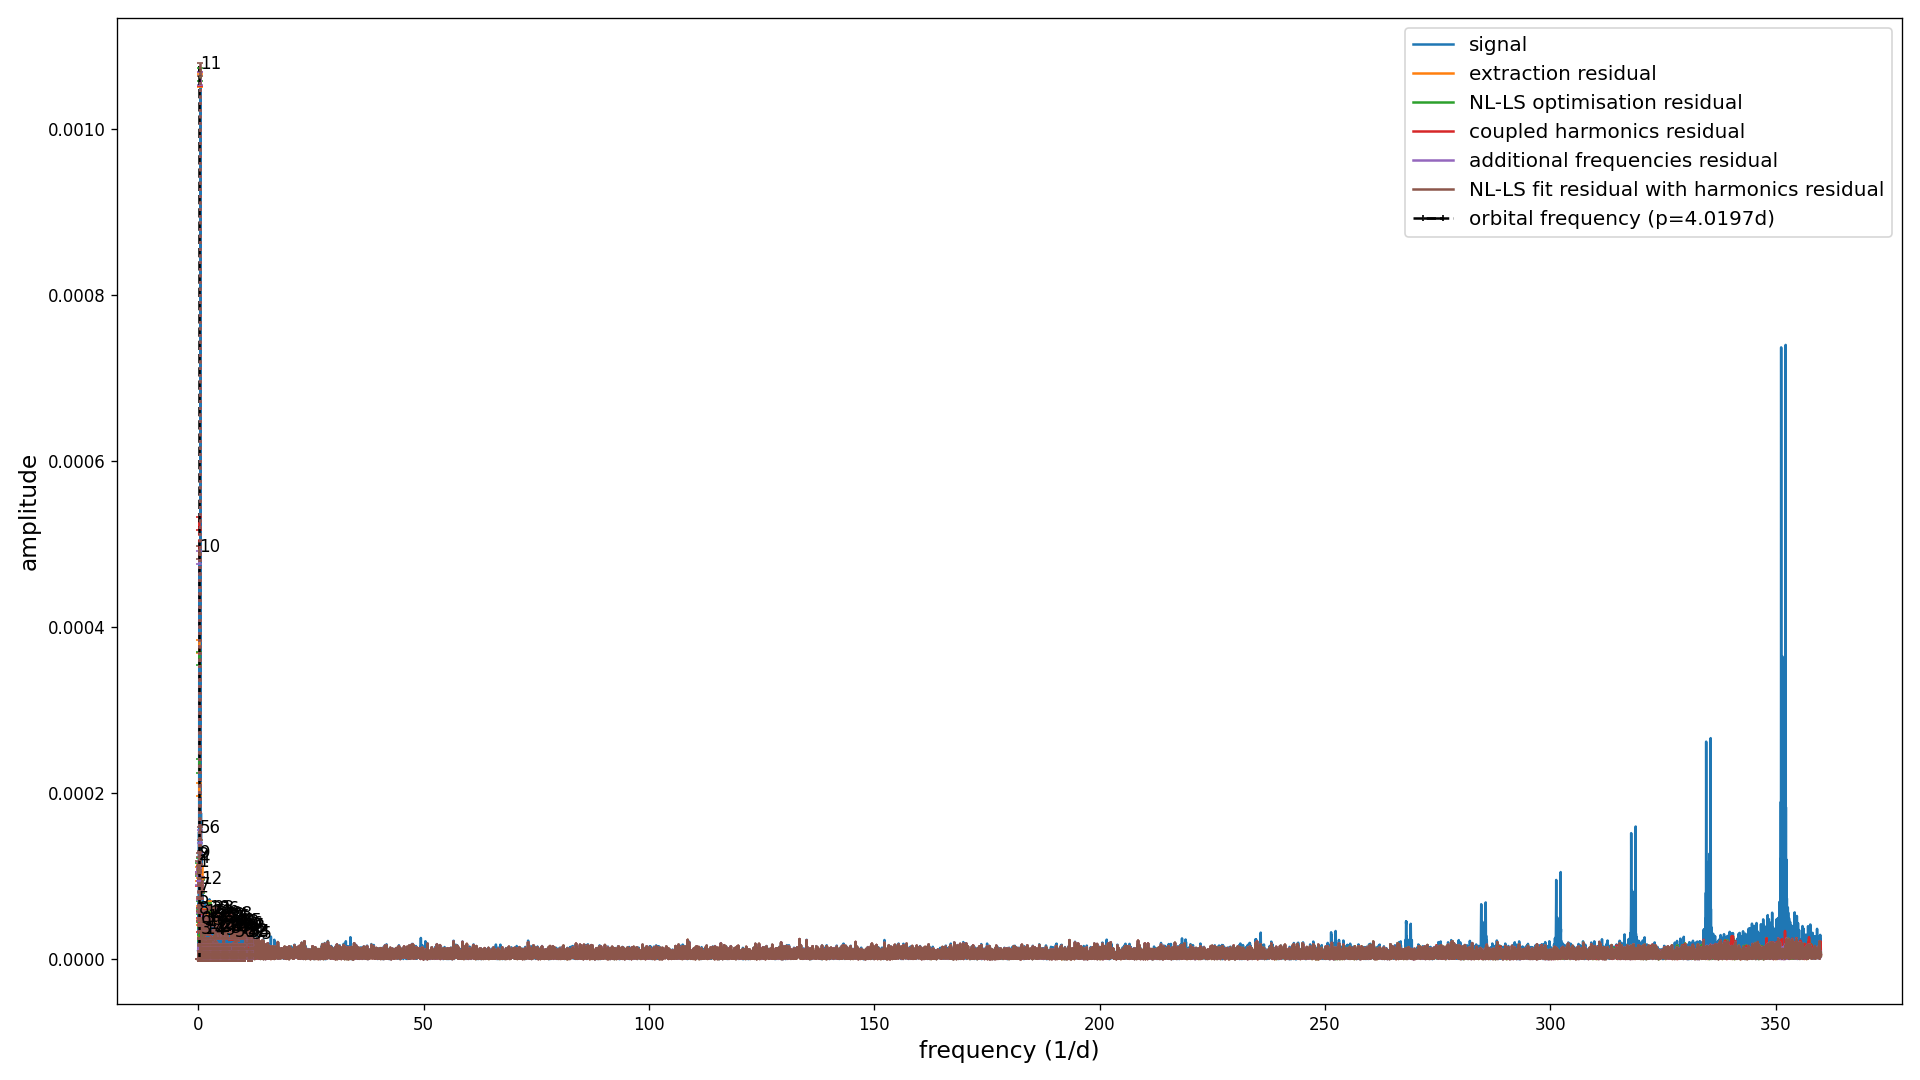 signal
extraction residual
NL-LS optimisation residual
coupled harmonics residual
additional frequencies residual
NL-LS fit residual with harmonics residual
orbital frequency (p=4.0197d)
amplitude
0.0010
0.0008
0.0006
0.0004
0.0002
0.0000
11
10
56
12
0 50 100 150 200 250 300 350
frequency (1/d)